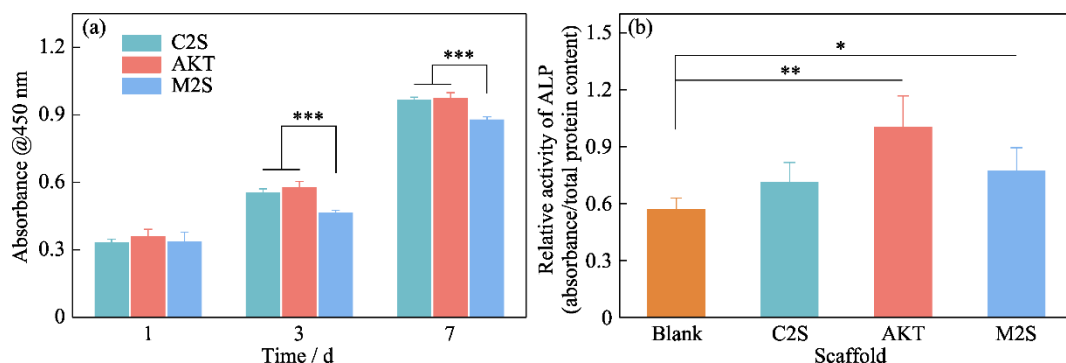 (a)
C2S
AKT
M2S
***
***
1.2
0.9
0.6
0.3
0
Absorbance @450 nm
1
3
7
Time / d
(b)
*
**
1.5
1.2
0.9
0.6
0.3
0
Relative activity of ALP
(absorbance/total protein content)
Blank
C2S
AKT
M2S
Scaffold